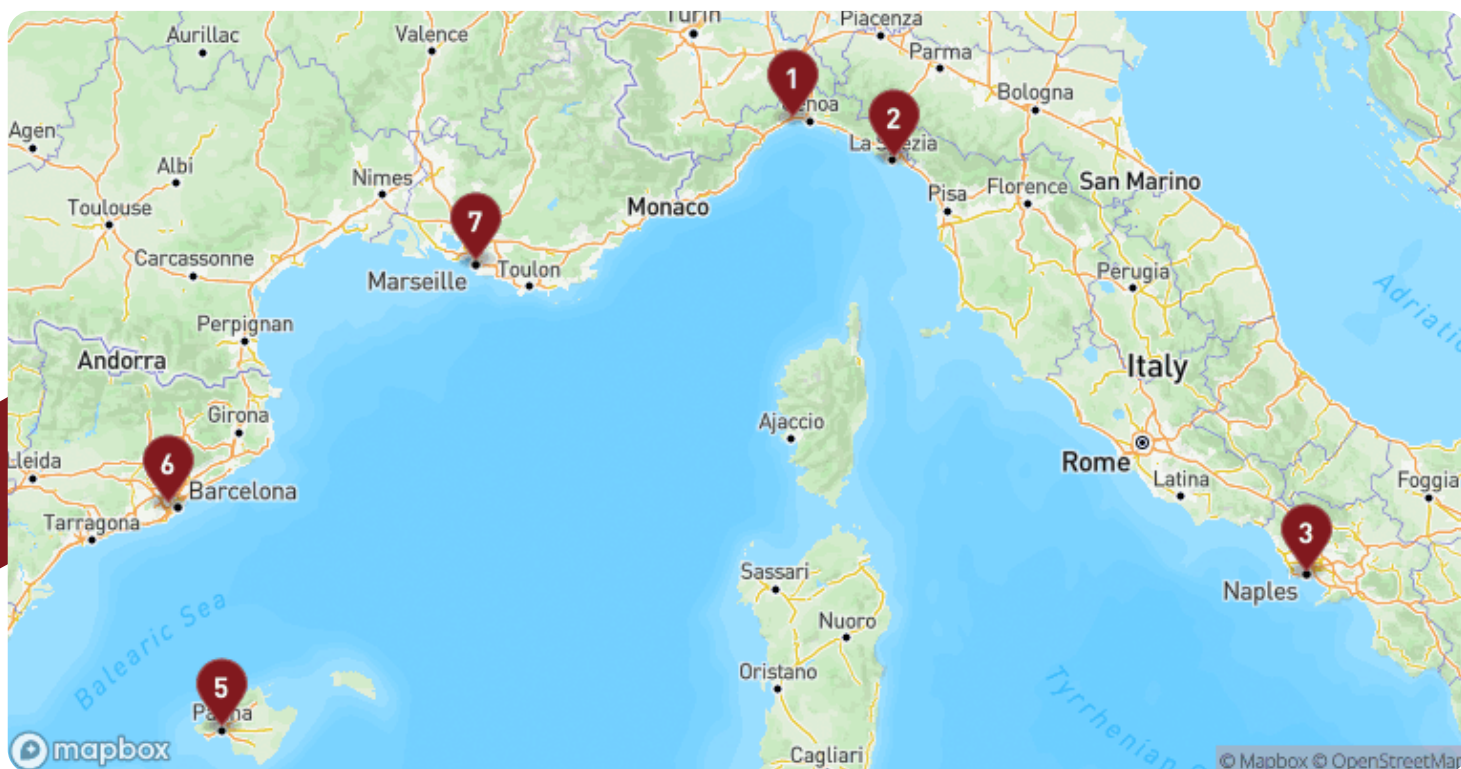 Aurillac
Valence
Turin
Piacenza
Parma
Bologna
1
Genoa
2
La Spezia
Agen
Albi
Nimes
Toulouse
Carcassonne
7
Marseille
Toulon
Monaco
Pisa
Florence
San Marino
Perugia
Adriatic
Perpignan
Andorra
Girona
Lleida
6
Barcelona
Tarragona
Ajaccio
Italy
Rome
Latina
Foggia
3
Naples
Sassari
Nuoro
Oristano
Cagliari
Balearic Sea
5
Palma
Tyrrhenian
mapbox
© Mapbox © OpenStreetMap